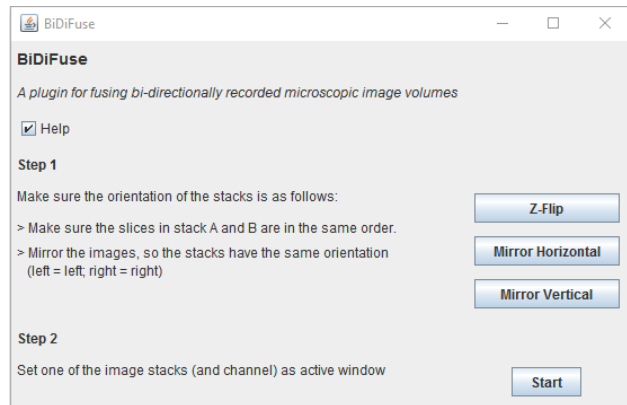 BiDiFuse
BiDiFuse
A plugin for fusing bi-directionally recorded microscopic image volumes
Help
Step 1
Make sure the orientation of the stacks is as follows:
> Make sure the slices in stack A and B are in the same order.
> Mirror the images, so the stacks have the same orientation
(left = left; right = right)
Z-Flip
Mirror Horizontal
Mirror Vertical
Step 2
Set one of the image stacks (and channel) as active window
Start